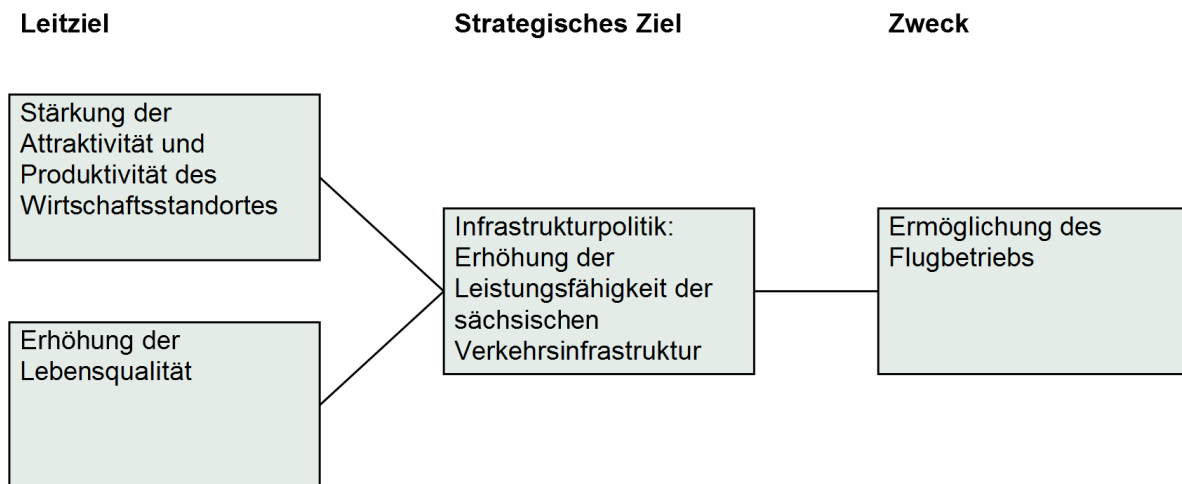 Leitziel
Strategisches Ziel
Zweck
Stärkung der
Attraktivität und
Produktivität des
Wirtschaftsstandortes
Erhöhung der
Lebensqualität
Infrastrukturpolitik:
Erhöhung der
Leistungsfähigkeit der
sächsischen
Verkehrsinfrastruktur
Ermöglichung des
Flugbetriebs